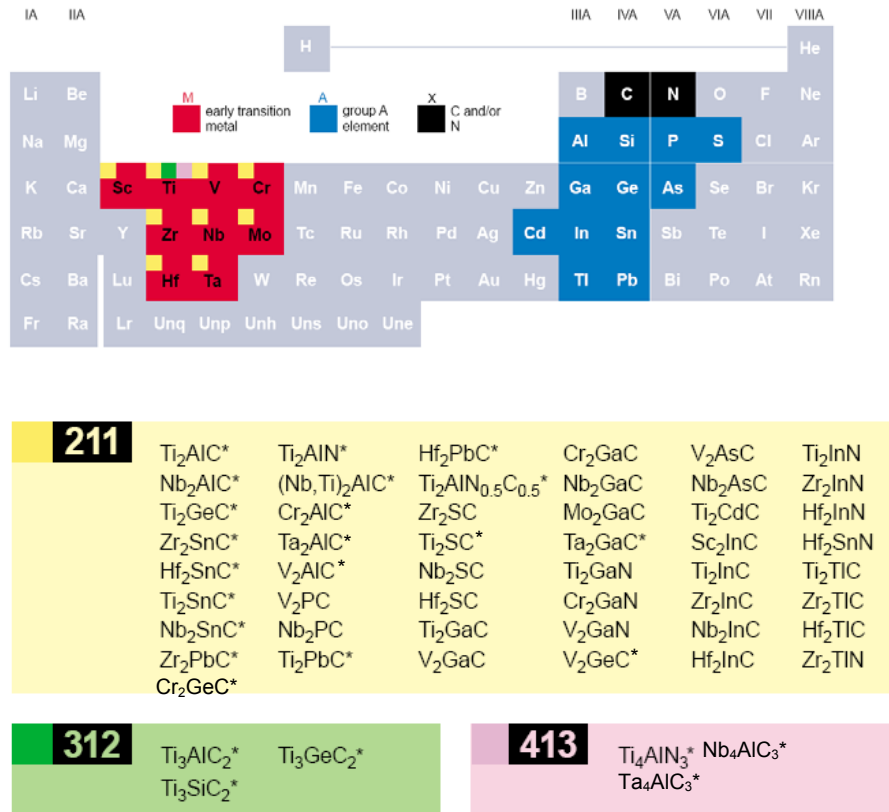 IA IIA IIIA IVA VA VIA VII VIIIA
H He
Li Be B C N O F Ne
M early transition metal
A group A element
X C and/or N
Na Mg Al Si P S Cl Ar
K Ca Sc Ti V Cr Mn Fe Co Ni Cu Zn Ga Ge As Se Br Kr
Rb Sr Y Zr Nb Mo Tc Ru Rh Pd Ag Cd In Sn Sb Te I Xe
Cs Ba Lu Hf Ta W Re Os Ir Pt Au Hg Tl Pb Bi Po At Rn
Fr Ra Lr Unq Unp Unh Uns Uno Une
211
Ti₂AlC* Ti₂AlN* Hf₂PbC* Cr₂GaC V₂AsC Ti₂InN
Nb₂AlC* (Nb,Ti)₂AlC* Ti₂AlN₀.₅C₀.₅* Nb₂GaC Nb₂AsC Zr₂InN
Ti₂GeC* Cr₂AlC* Zr₂SC Mo₂GaC Ti₂CdC Hf₂InN
Zr₂SnC* Ta₂AlC* Ti₂SC* Ta₂GaC* Sc₂InC Hf₂SnN
Hf₂SnC* V₂AlC* Nb₂SC Ti₂GaN Ti₂InC Ti₂TlC
Ti₂SnC* V₂PC Hf₂SC Cr₂GaN Zr₂InC Zr₂TlC
Nb₂SnC* Nb₂PC Ti₂GaC V₂GaN Nb₂InC Hf₂TlC
Zr₂PbC* Ti₂PbC* V₂GaC V₂GeC* Hf₂InC Zr₂TlN
Cr₂GeC*
312
Ti₃AlC₂* Ti₃GeC₂*
Ti₃SiC₂*
413
Ti₄AlN₃* Nb₄AlC₃*
Ta₄AlC₃*